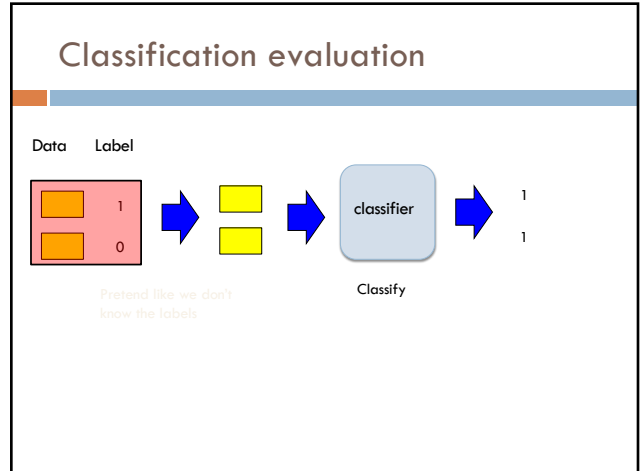 Classification evaluation
Data Label
1
0
Pretend like we don't
know the labels
classifier
Classify
1
1